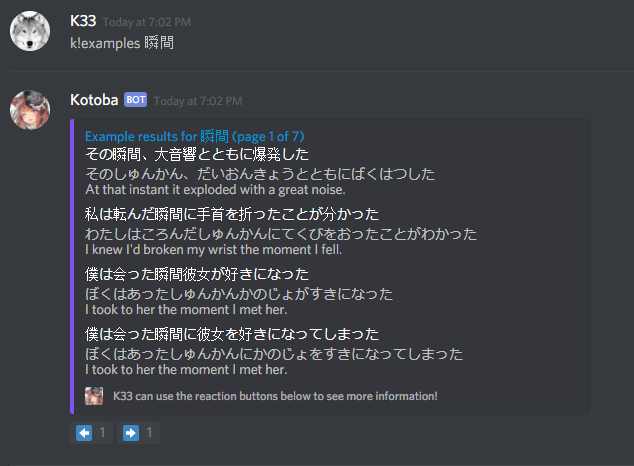 K33 Today at 7:02 PM
k!examples 瞬間
Kotoba BOT Today at 7:02 PM
Example results for 瞬間 (page 1 of 7)
その瞬間、大音響とともに爆発した
そのしゅんかん、だいおんきょうとともにばくはつした
At that instant it exploded with a great noise.
私は転んだ瞬間に手首を折ったことが分かった
わたしはころんだしゅんかんにてくびをおったことがわかった
I knew I'd broken my wrist the moment I fell.
僕は会った瞬間彼女が好きになった
ぼくはあったしゅんかんかのじょがすきになった
I took to her the moment I met her.
僕は会った瞬間に彼女を好きになってしまった
ぼくはあったしゅんかんにかのじょをすきになってしまった
I took to her the moment I met her.
K33 can use the reaction buttons below to see more information!
1 1